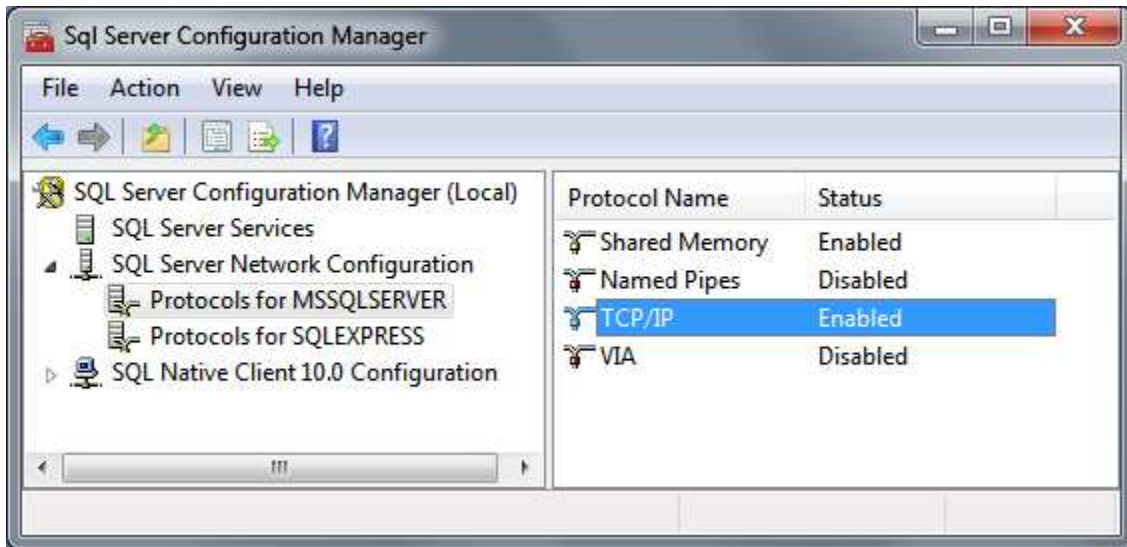 Sql Server Configuration Manager
File Action View Help
SQL Server Configuration Manager (Local)
SQL Server Services
SQL Server Network Configuration
Protocols for MSSQLSERVER
Protocols for SQLEXPRESS
SQL Native Client 10.0 Configuration
Protocol Name Status
Shared Memory Enabled
Named Pipes Disabled
TCP/IP Enabled
VIA Disabled